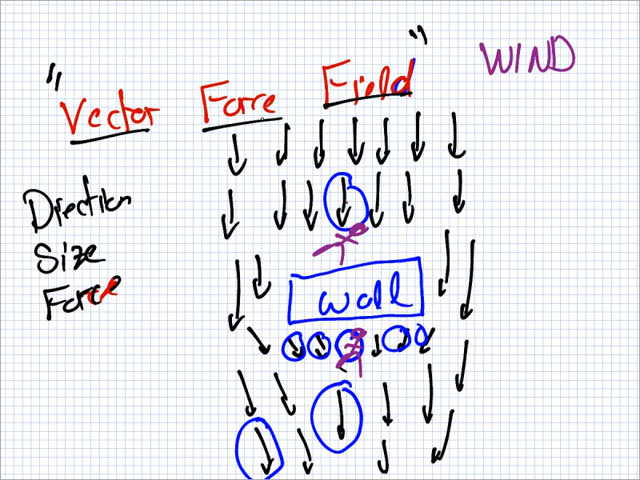 "Vector Force Field"
WIND
Direction
Size
Force
Wall